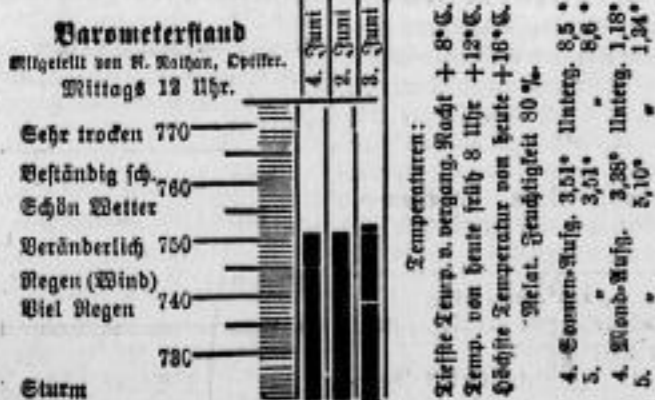 Barometerstand
Mitgeteilt von R. Nathan, Optiker.
Mittags 12 Uhr.
4. Juni
2. Juni
3. Juni
Sehr trocken 770
Beständig sch. 760
Schön Wetter
Veränderlich 750
Regen (Wind)
Viel Regen 740
730
Sturm
Temperaturen:
Tiefste Temp. v. vergang. Nacht + 8°C.
Temp. von heute früh 8 Uhr +12°C.
Höchste Temperatur von heute +16°C.
Relat. Feuchtigkeit 80 %.
4. Sonnen-Aufg. 3,51* Unterg. 8,5 *
5. " 3,51* " 8,6 *
4. Mond-Aufg. 3,38* Unterg. 1,18*
5. " 5,10* " 1,34*